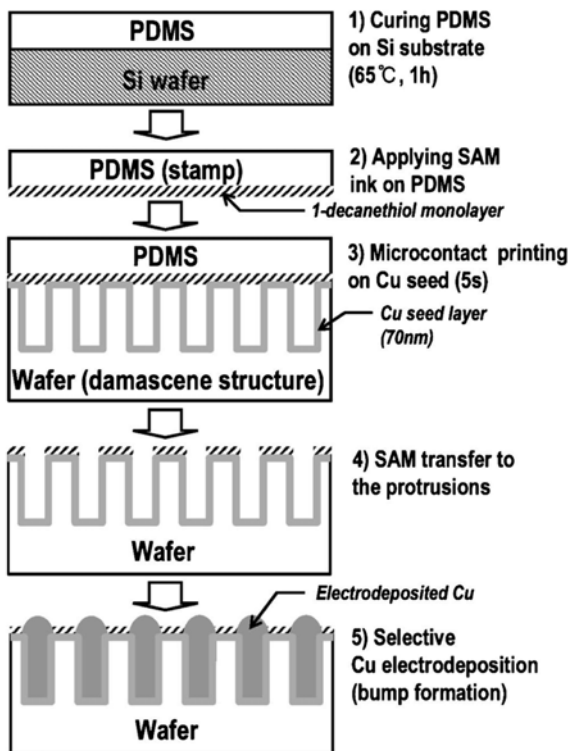 PDMS
Si wafer
1) Curing PDMS
on Si substrate
(65℃, 1h)
PDMS (stamp)
2) Applying SAM
ink on PDMS
1-decanethiol monolayer
PDMS
3) Microcontact printing
on Cu seed (5s)
Cu seed layer
(70nm)
Wafer (damascene structure)
4) SAM transfer to
the protrusions
Wafer
Electrodeposited Cu
5) Selective
Cu electrodeposition
(bump formation)
Wafer